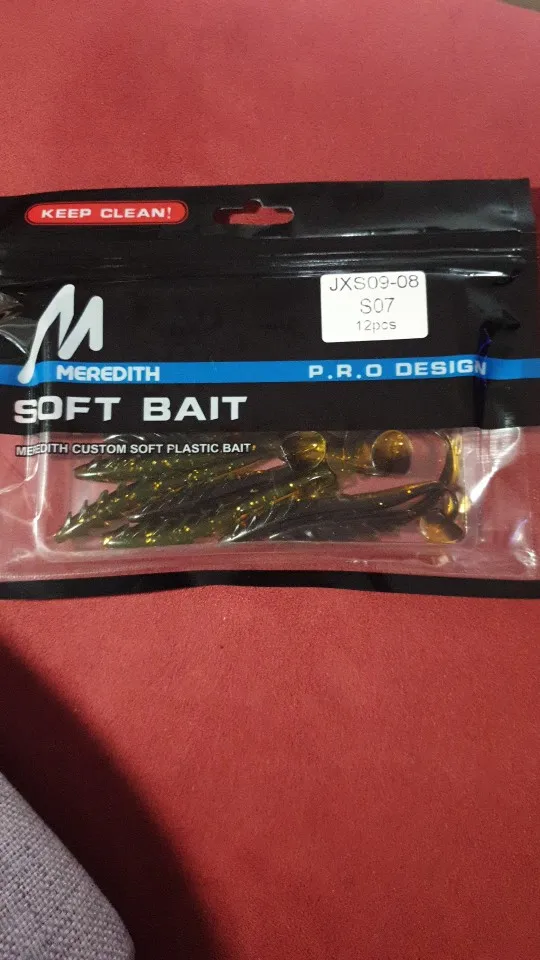 KEEP CLEAN!
JXS09-08
S07
12pcs
MEREDITH
P.R.O DESIGN
SOFT BAIT
MEREDITH CUSTOM SOFT PLASTIC BAIT